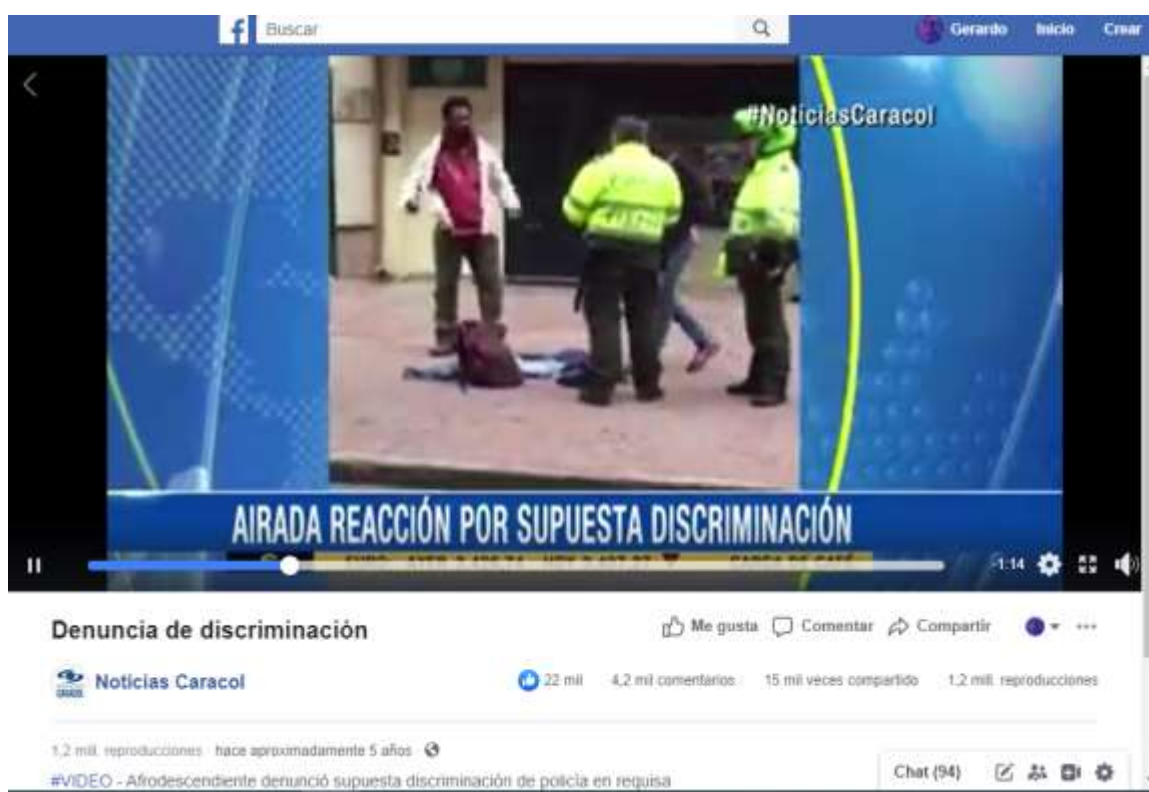 f Buscar Gerardo Inicio Crear
#NoticiasCaracol
AIRADA REACCIÓN POR SUPUESTA DISCRIMINACIÓN
-1:14
Denuncia de discriminación Me gusta Comentar Compartir
Noticias Caracol 22 mil 4,2 mil comentarios 15 mil veces compartido 1,2 mill. reproducciones
1,2 mill. reproducciones hace aproximadamente 5 años
#VIDEO - Afrodescendiente denunció supuesta discriminación de policía en requisa
Chat (94)